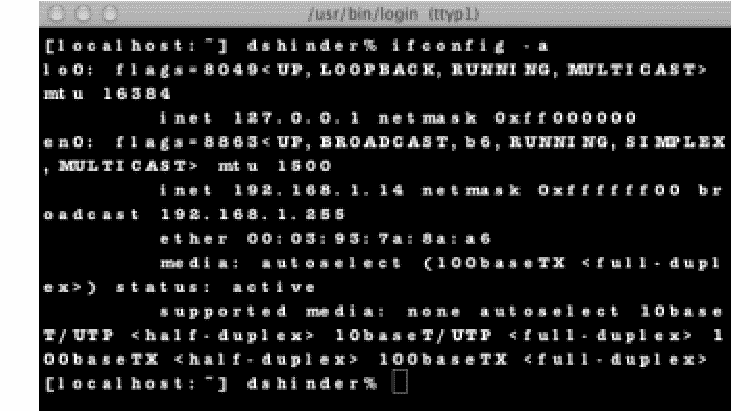 /usr/bin/login (ttyp1)
[localhost:~] dshinder% ifconfig -a
lo0: flags=8049<UP,LOOPBACK,RUNNING,MULTICAST>
mtu 16384
inet 127.0.0.1 netmask 0xff000000
en0: flags=8863<UP,BROADCAST,b6,RUNNING,SIMPLEX
,MULTICAST> mtu 1500
inet 192.168.1.14 netmask 0xffffff00 br
oadcast 192.168.1.255
ether 00:03:93:7a:8a:a6
media: autoselect (100baseTX <full-dupl
ex>) status: active
supported media: none autoselect 10base
T/UTP <half-duplex> 10baseT/UTP <full-duplex> 1
00baseTX <half-duplex> 100baseTX <full-duplex>
[localhost:~] dshinder%